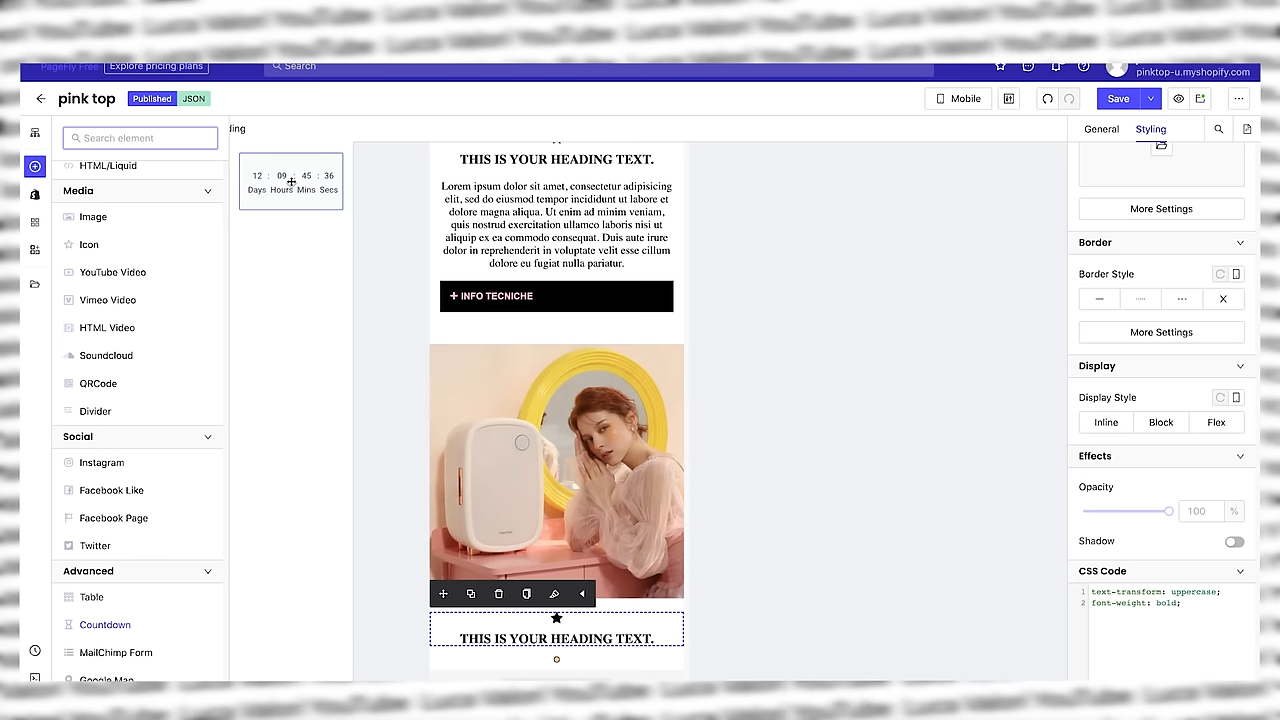 PageFly Free
Explore pricing plans
Search
pinktop-u.myshopify.com
pink top
Published
JSON
Mobile
Save
Search element
ding
General
Styling
HTML/Liquid
Media
Image
Icon
YouTube Video
Vimeo Video
HTML Video
Soundcloud
QRCode
Divider
Social
Instagram
Facebook Like
Facebook Page
Twitter
Advanced
Table
Countdown
MailChimp Form
Google Map
12 : 09 : 45 : 36
Days Hours Mins Secs
THIS IS YOUR HEADING TEXT.
Lorem ipsum dolor sit amet, consectetur adipisicing
elit, sed do eiusmod tempor incididunt ut labore et
dolore magna aliqua. Ut enim ad minim veniam,
quis nostrud exercitation ullamco laboris nisi ut
aliquip ex ea commodo consequat. Duis aute irure
dolor in reprehenderit in voluptate velit esse cillum
dolore eu fugiat nulla pariatur.
+ INFO TECNICHE
THIS IS YOUR HEADING TEXT.
More Settings
Border
Border Style
More Settings
Display
Display Style
Inline
Block
Flex
Effects
Opacity
100
%
Shadow
CSS Code
1 text-transform: uppercase;
2 font-weight: bold;